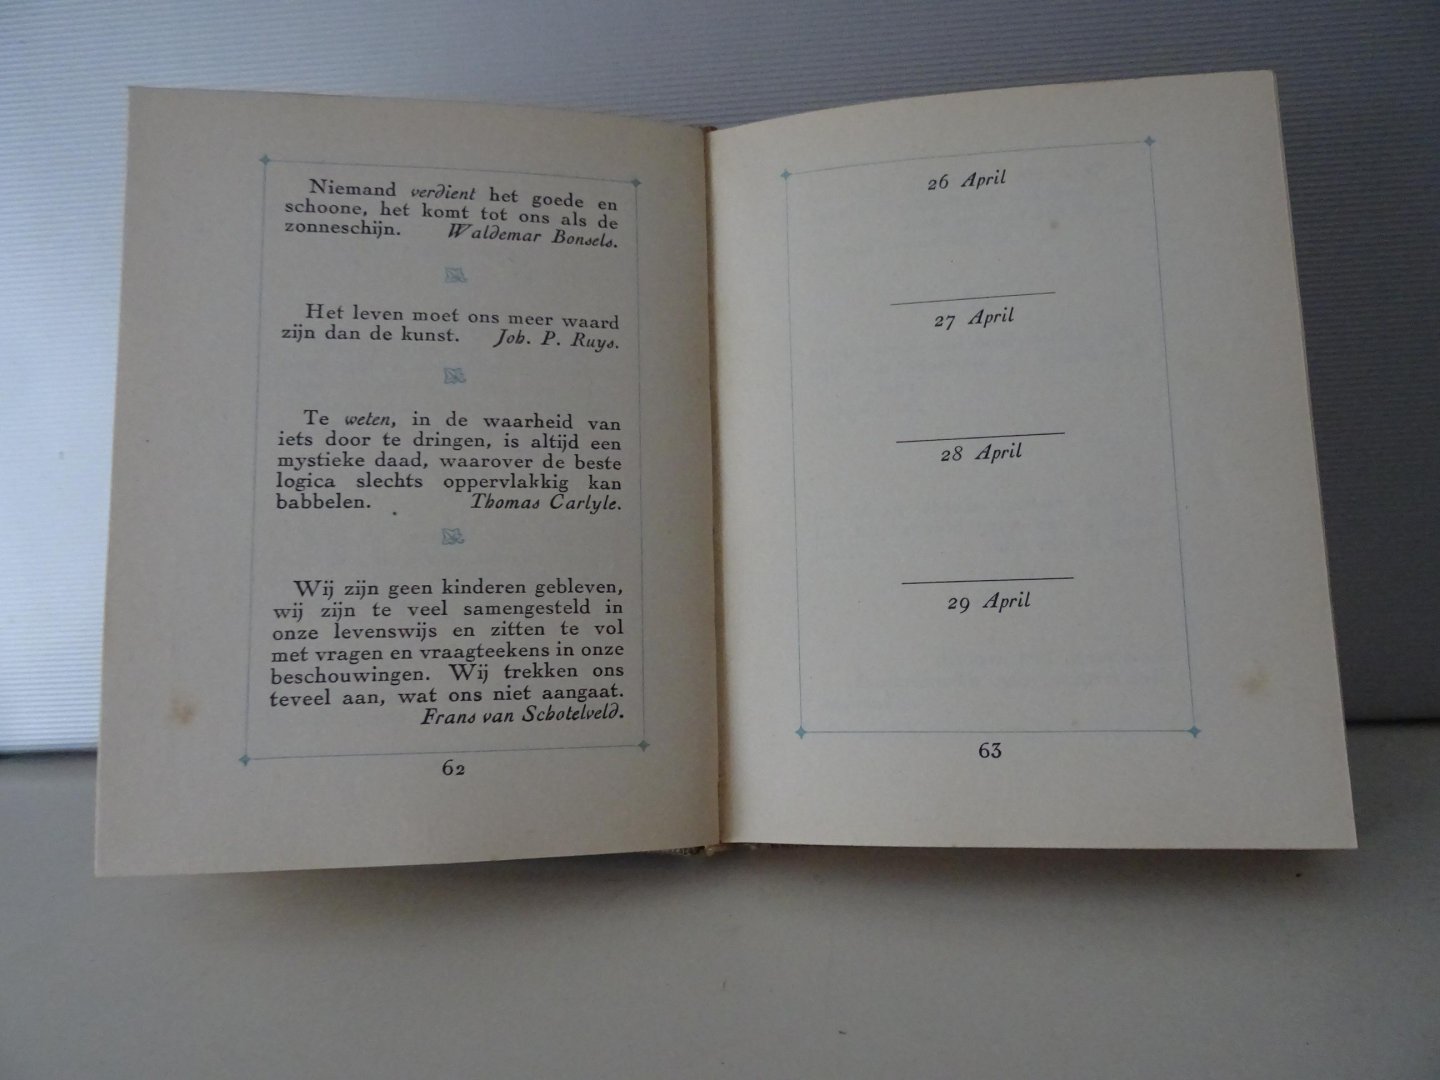 Niemand verdient het goede en
schoone, het komt tot ons als de
zonneschijn. Waldemar Bonsels.
Het leven moet ons meer waard
zijn dan de kunst. Joh. P. Ruys.
Te weten, in de waarheid van
iets door te dringen, is altijd een
mystieke daad, waarover de beste
logica slechts oppervlakkig kan
babbelen. Thomas Carlyle.
Wij zijn geen kinderen gebleven,
wij zijn te veel samengesteld in
onze levenswijs en zitten te vol
met vragen en vraagteekens in onze
beschouwingen. Wij trekken ons
teveel aan, wat ons niet aangaat.
Frans van Schotelveld.
62
26 April
27 April
28 April
29 April
63